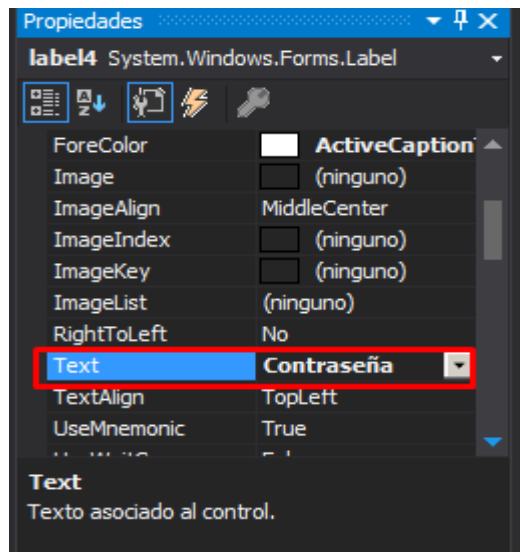 Propiedades
label4 System.Windows.Forms.Label
ForeColor ActiveCaption
Image (ninguno)
ImageAlign MiddleCenter
ImageIndex (ninguno)
ImageKey (ninguno)
ImageList (ninguno)
RightToLeft No
Text Contraseña
TextAlign TopLeft
UseMnemonic True
Text
Texto asociado al control.